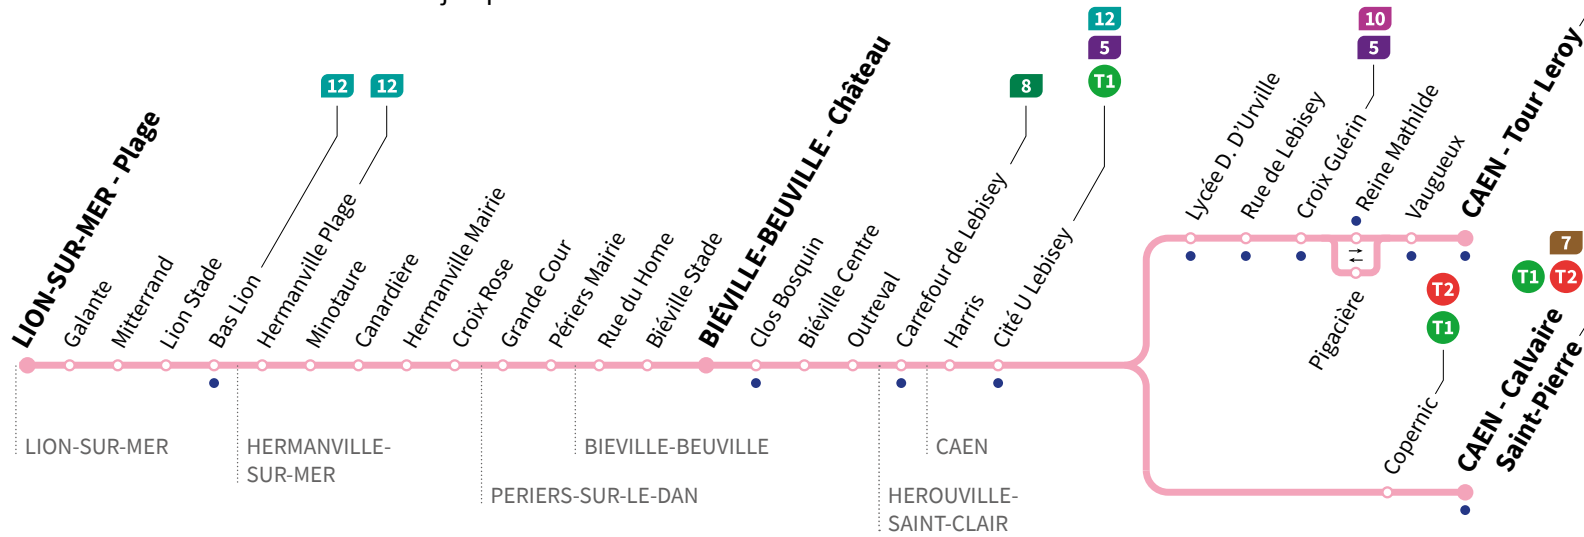 12
12
8
12
5
T1
10
5
7
T1 T2
T2
T1
LION-SUR-MER - Plage
Galante
Mitterrand
Lion Stade
Bas Lion
Hermanville Plage
Minotaure
Canardière
Hermanville Mairie
Croix Rose
Grande Cour
Périers Mairie
Rue du Home
Biéville Stade
BIÉVILLE-BEUVILLE - Château
Clos Bosquin
Biéville Centre
Outreval
Carrefour de Lebisey
Harris
Cité U Lebisey
Lycée D. D'Urville
Rue de Lebisey
Croix Guérin
Reine Mathilde
Pigacière
Vaugueux
CAEN - Tour Leroy
Copernic
CAEN - Calvaire
Saint-Pierre
LION-SUR-MER
HERMANVILLE-
SUR-MER
PERIERS-SUR-LE-DAN
BIEVILLE-BEUVILLE
HEROUVILLE-
SAINT-CLAIR
CAEN